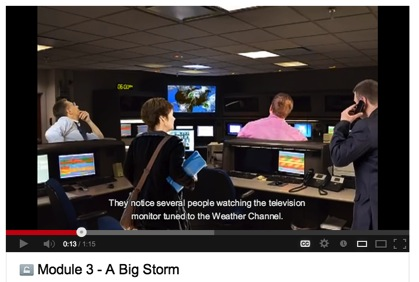 They notice several people watching the television
monitor tuned to the Weather Channel.
0:13 / 1:15
CC
Module 3 - A Big Storm